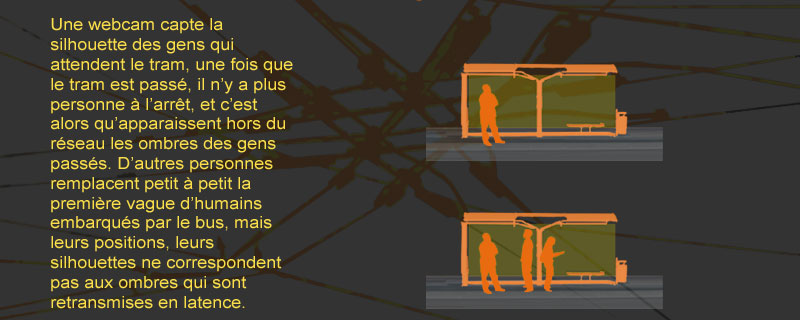 Une webcam capte la
silhouette des gens qui
attendent le tram, une fois que
le tram est passé, il n’y a plus
personne à l’arrêt, et c’est
alors qu’apparaissent hors du
réseau les ombres des gens
passés. D’autres personnes
remplacent petit à petit la
première vague d’humains
embarqués par le bus, mais
leurs positions, leurs
silhouettes ne correspondent
pas aux ombres qui sont
retransmises en latence.